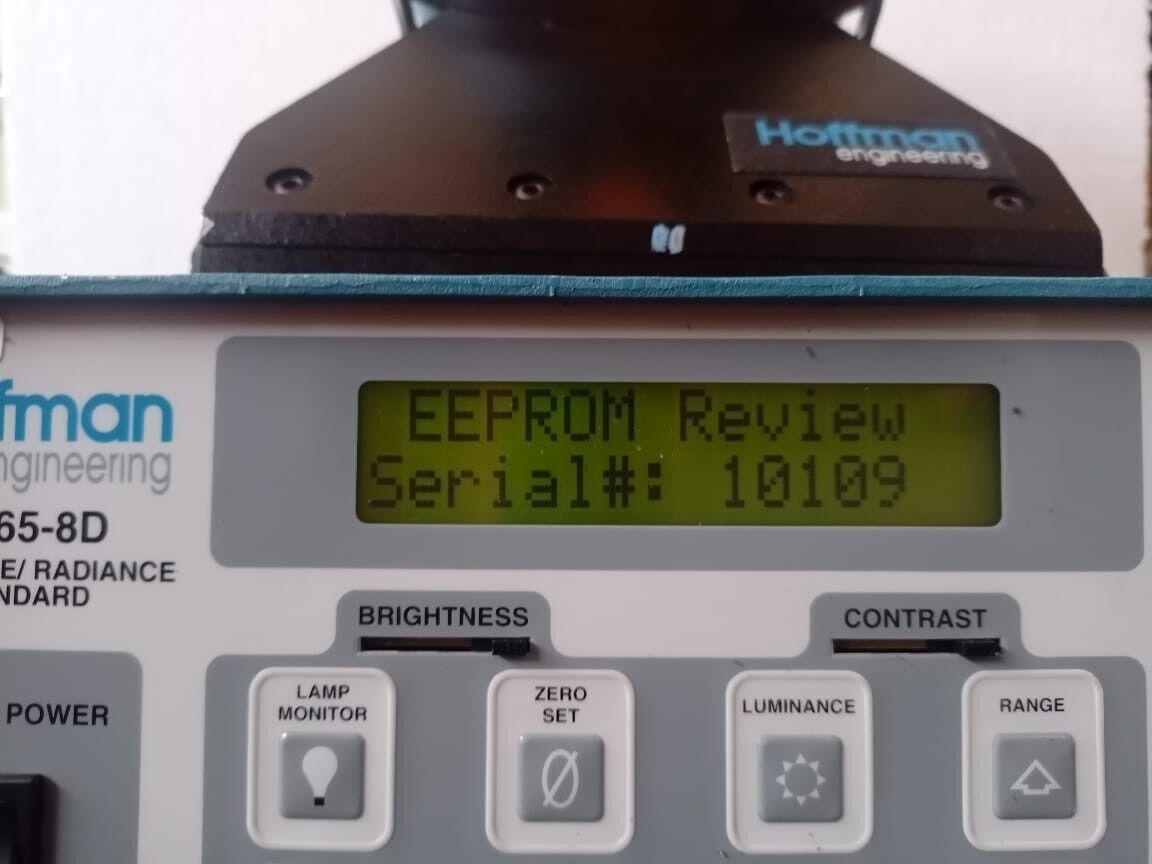 Hoffman
engineering
fman
ngineering
65-8D
E/ RADIANCE
NDARD
EEPROM Review
Serial#: 10109
BRIGHTNESS
CONTRAST
POWER
LAMP
MONITOR
ZERO
SET
LUMINANCE
RANGE